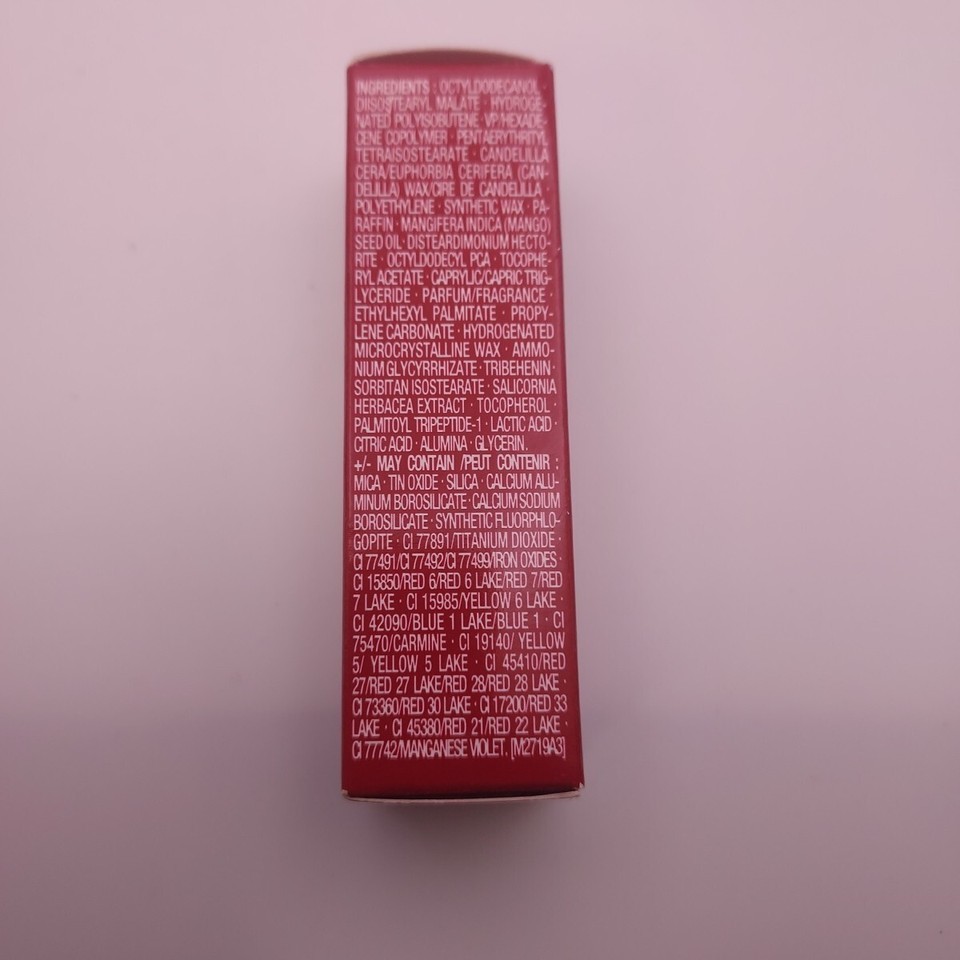 INGREDIENTS : OCTYLDODECANOL ·
DIISOSTEARYL MALATE · HYDROGE-
NATED POLYISOBUTENE · VP/HEXADE-
CENE COPOLYMER · PENTAERYTHRITYL
TETRAISOSTEARATE · CANDELILLA
CERA/EUPHORBIA CERIFERA (CAN-
DELILLA) WAX/CIRE DE CANDELILLA ·
POLYETHYLENE · SYNTHETIC WAX · PA-
RAFFIN · MANGIFERA INDICA (MANGO)
SEED OIL · DISTEARDIMONIUM HECTO-
RITE · OCTYLDODECYL PCA · TOCOPHE-
RYL ACETATE · CAPRYLIC/CAPRIC TRIG-
LYCERIDE · PARFUM/FRAGRANCE ·
ETHYLHEXYL PALMITATE · PROPY-
LENE CARBONATE · HYDROGENATED
MICROCRYSTALLINE WAX · AMMO-
NIUM GLYCYRRHIZATE · TRIBEHENIN ·
SORBITAN ISOSTEARATE · SALICORNIA
HERBACEA EXTRACT · TOCOPHEROL ·
PALMITOYL TRIPEPTIDE-1 · LACTIC ACID ·
CITRIC ACID · ALUMINA · GLYCERIN.
+/- MAY CONTAIN /PEUT CONTENIR :
MICA · TIN OXIDE · SILICA · CALCIUM ALU-
MINUM BOROSILICATE · CALCIUM SODIUM
BOROSILICATE · SYNTHETIC FLUORPHLO-
GOPITE · CI 77891/TITANIUM DIOXIDE ·
CI 77491/CI 77492/CI 77499/IRON OXIDES ·
CI 15850/RED 6/RED 6 LAKE/RED 7/RED
7 LAKE · CI 15985/YELLOW 6 LAKE ·
CI 42090/BLUE 1 LAKE/BLUE 1 · CI
75470/CARMINE · CI 19140/ YELLOW
5/ YELLOW 5 LAKE · CI 45410/RED
27/RED 27 LAKE/RED 28/RED 28 LAKE ·
CI 73360/RED 30 LAKE · CI 17200/RED 33
LAKE · CI 45380/RED 21/RED 22 LAKE ·
CI 77742/MANGANESE VIOLET. [M2719A3]